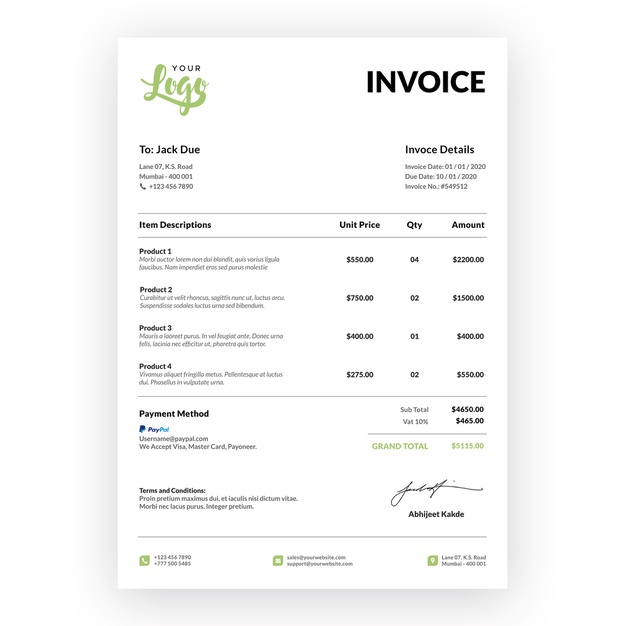 YOUR
Logo
INVOICE
To: Jack Due
Lane 07, K.S. Road
Mumbai - 400 001
+123 456 7890
Invoce Details
Invoice Date: 01 / 01 / 2020
Due Date: 10 / 01 / 2020
Invoice No.: #549512
Item Descriptions Unit Price Qty Amount
Product 1
Morbi auctor lorem non dui blandit, quis varius ligula
faucibus. Nam imperdiet eras sed purus molestie
$550.00 04 $2200.00
Product 2
Curabitur ut velit rhoncus, sagittis nunc ut, luctus arcu.
Suspendisse sodales luctus urna sed bibendum.
$750.00 02 $1500.00
Product 3
Mauris a laoreet purus. In vel feugiat ante. Donec urna
felis, lacinia nec efficitur ut, pharetra quis tortor.
$400.00 01 $400.00
Product 4
Vivamus aliquet fringilla metus. Pellentesque at luctus
dui. Phasellus in vulputate urna.
$275.00 02 $550.00
Payment Method
PayPal
Username@paypal.com
We Accept Visa, Master Card, Payoneer.
Sub Total $4650.00
Vat 10% $465.00
GRAND TOTAL $5115.00
Terms and Conditions:
Proin pretium maximus dui, et iaculis nisi dictum vitae.
Morbi nec lacus purus. Integer pretium.
Abhijeet Kakde
+123 456 7890
+777 500 5485
sales@yourwebsite.com
support@yourwebsite.com
Lane 07, K.S. Road
Mumbai - 400 001